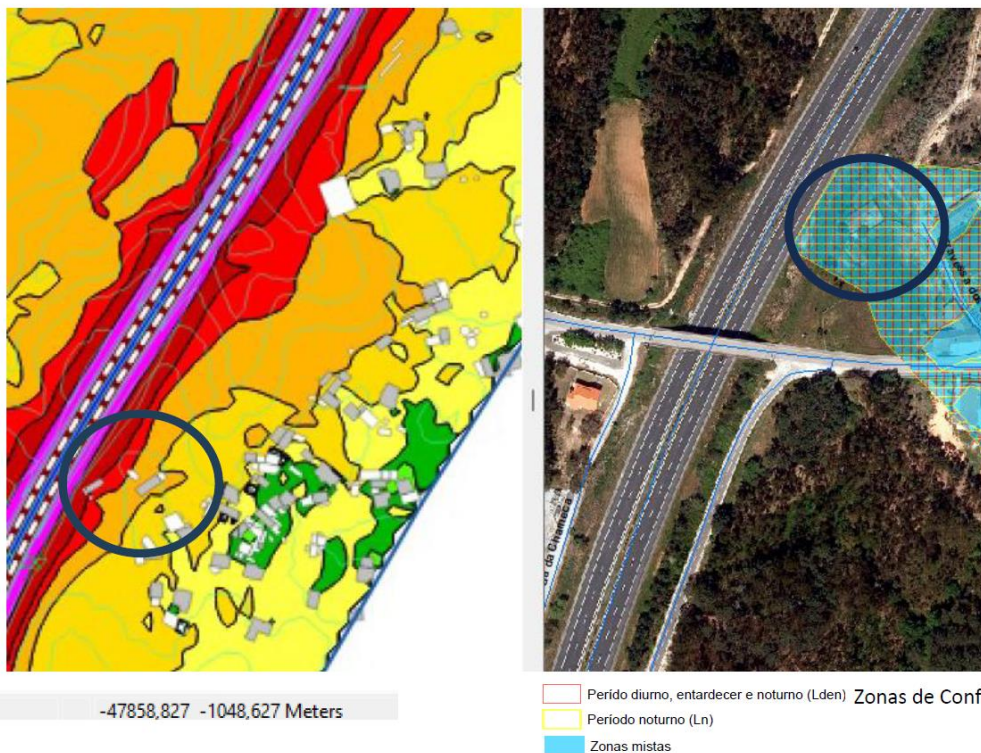 -47858,827 -1048,627 Meters
Perído diurno, entardecer e noturno (Lden) Zonas de Conf
Período noturno (Ln)
Zonas mistas